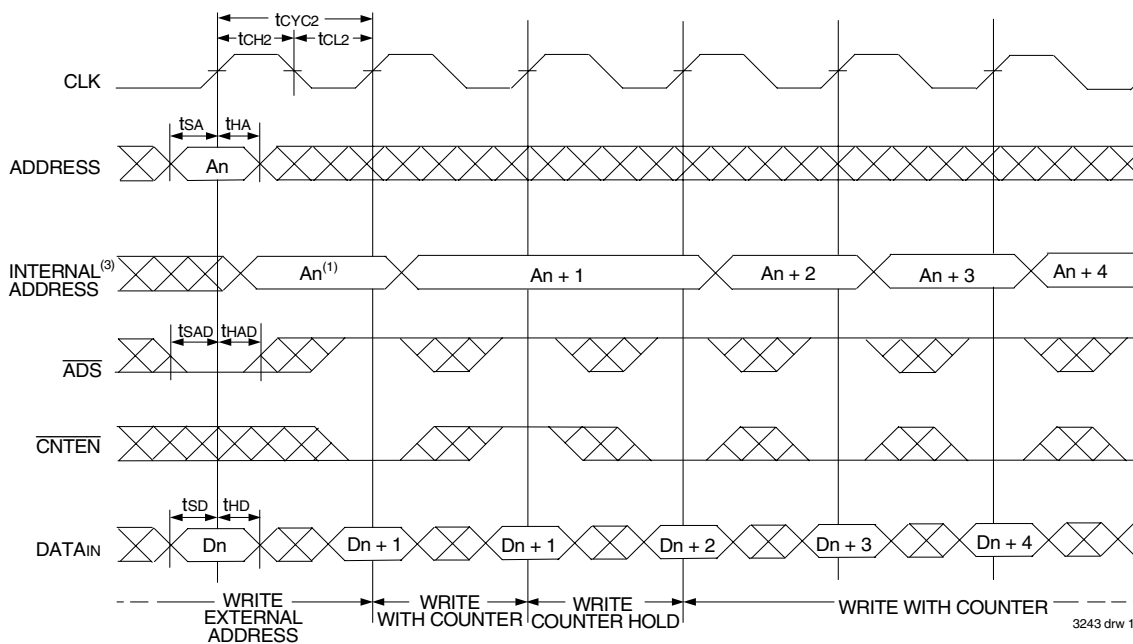 tCYC2
tCH2 tCL2
CLK
tSA tHA
ADDRESS An
INTERNAL(3)
ADDRESS
An(1) An + 1 An + 2 An + 3 An + 4
tSAD tHAD
ADS
CNTEN
tSD tHD
DATAIN Dn Dn + 1 Dn + 1 Dn + 2 Dn + 3 Dn + 4
WRITE
EXTERNAL
ADDRESS
WRITE
WITH COUNTER
WRITE
COUNTER HOLD
WRITE WITH COUNTER
3243 drw 1